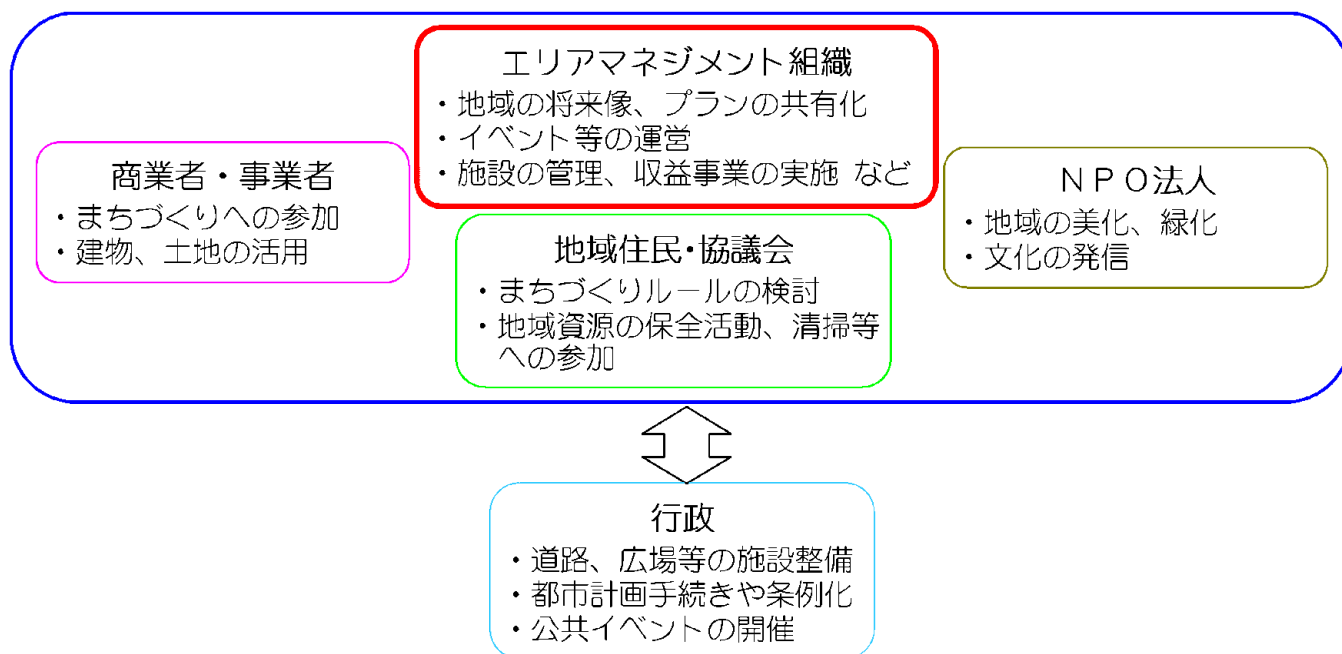 エリアマネジメント組織
・地域の将来像、プランの共有化
・イベント等の運営
・施設の管理、収益事業の実施 など
商業者・事業者
・まちづくりへの参加
・建物、土地の活用
地域住民・協議会
・まちづくりルールの検討
・地域資源の保全活動、清掃等
への参加
ＮＰＯ法人
・地域の美化、緑化
・文化の発信
行政
・道路、広場等の施設整備
・都市計画手続きや条例化
・公共イベントの開催